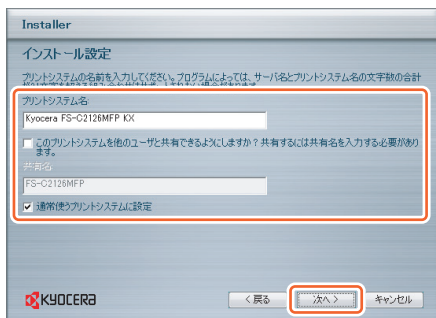 Installer
インストール設定
プリントシステムの名前を入力してください。プログラムによっては、サーバ名とプリントシステム名の文字数の合計
プリントシステム名:
Kyocera FS-C2126MFP KX
このプリントシステムを他のユーザと共有できるようにしますか？共有するには共有名を入力する必要があり
ます。
共有名:
FS-C2126MFP
通常使うプリントシステムに設定
KYOCERA
< 戻る
次へ >
キャンセル